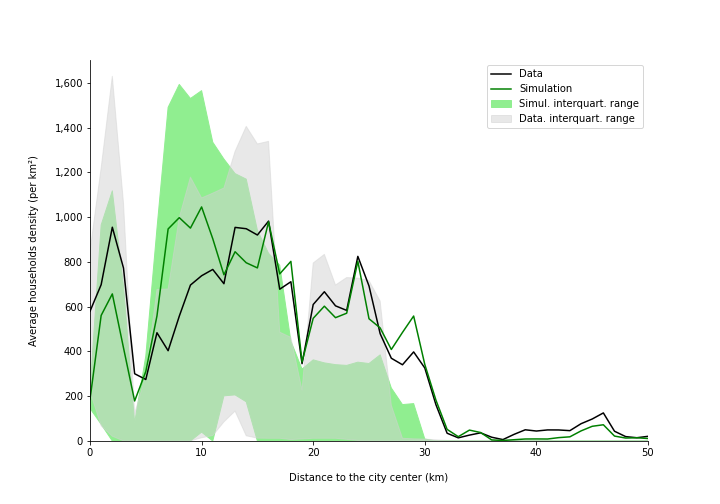 Data
Simulation
Simul. interquart. range
Data. interquart. range
Average households density (per km²)
1,600
1,400
1,200
1,000
800
600
400
200
0
0 10 20 30 40 50
Distance to the city center (km)